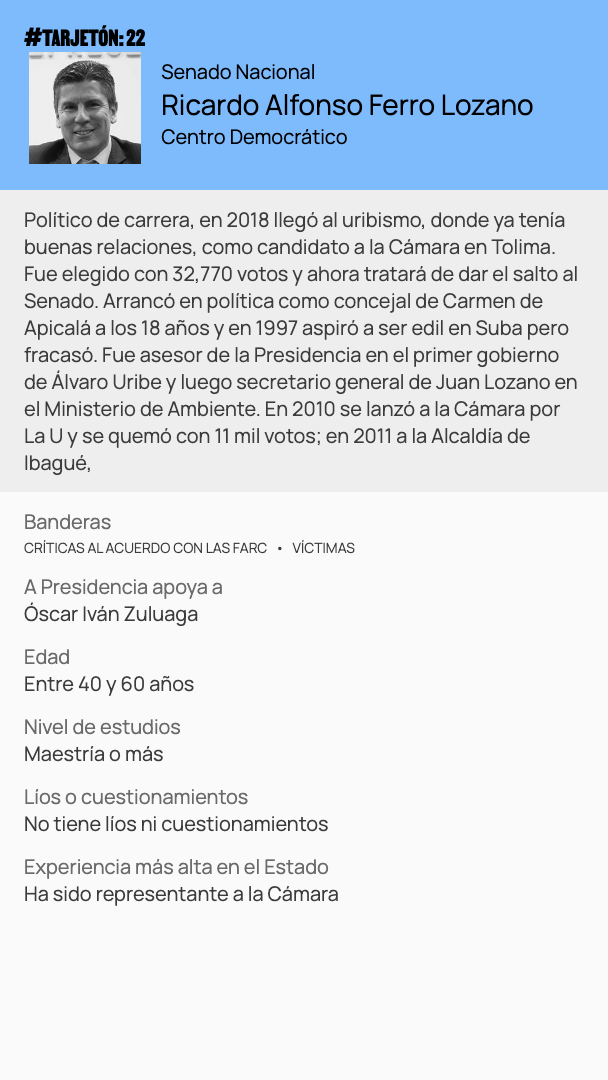 #TARJETÓN: 22
Senado Nacional
Ricardo Alfonso Ferro Lozano
Centro Democrático
Político de carrera, en 2018 llegó al uribismo, donde ya tenía
buenas relaciones, como candidato a la Cámara en Tolima.
Fue elegido con 32,770 votos y ahora tratará de dar el salto al
Senado. Arrancó en política como concejal de Carmen de
Apicalá a los 18 años y en 1997 aspiró a ser edil en Suba pero
fracasó. Fue asesor de la Presidencia en el primer gobierno
de Álvaro Uribe y luego secretario general de Juan Lozano en
el Ministerio de Ambiente. En 2010 se lanzó a la Cámara por
La U y se quemó con 11 mil votos; en 2011 a la Alcaldía de
Ibagué,
Banderas
CRÍTICAS AL ACUERDO CON LAS FARC • VÍCTIMAS
A Presidencia apoya a
Óscar Iván Zuluaga
Edad
Entre 40 y 60 años
Nivel de estudios
Maestría o más
Líos o cuestionamientos
No tiene líos ni cuestionamientos
Experiencia más alta en el Estado
Ha sido representante a la Cámara